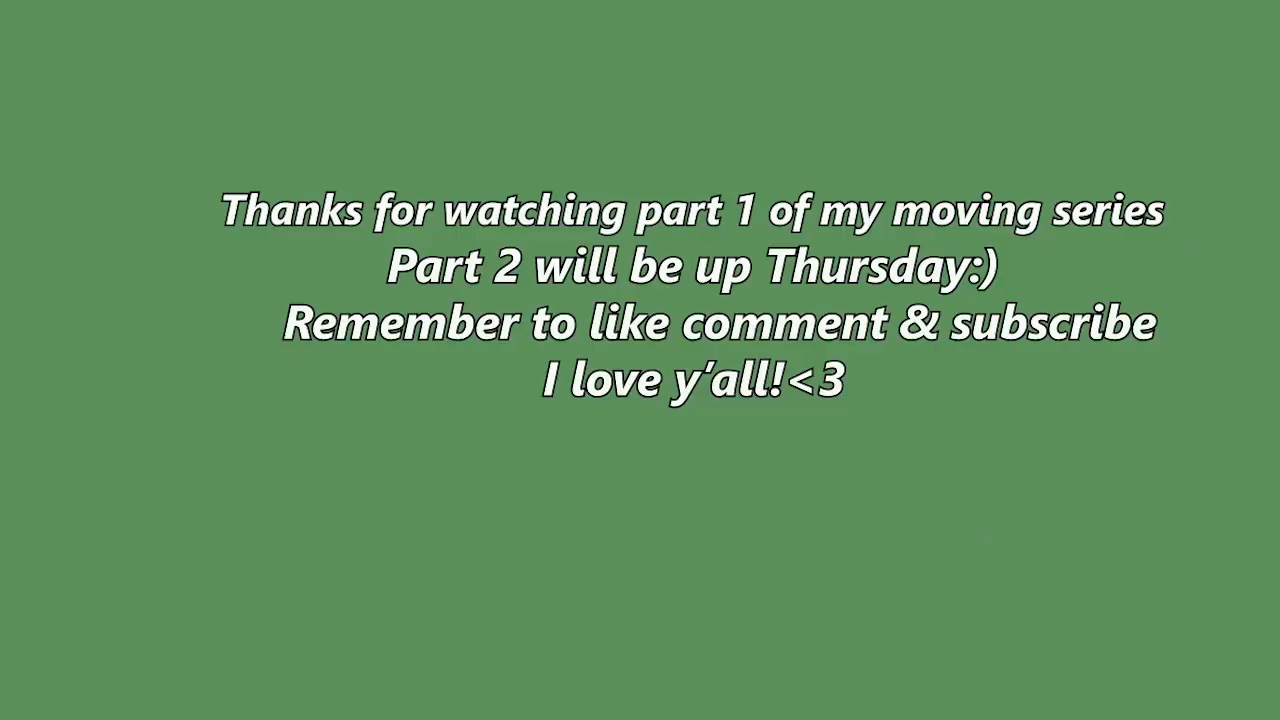 Thanks for watching part 1 of my moving series
Part 2 will be up Thursday:)
Remember to like comment & subscribe
I love y’all!<3